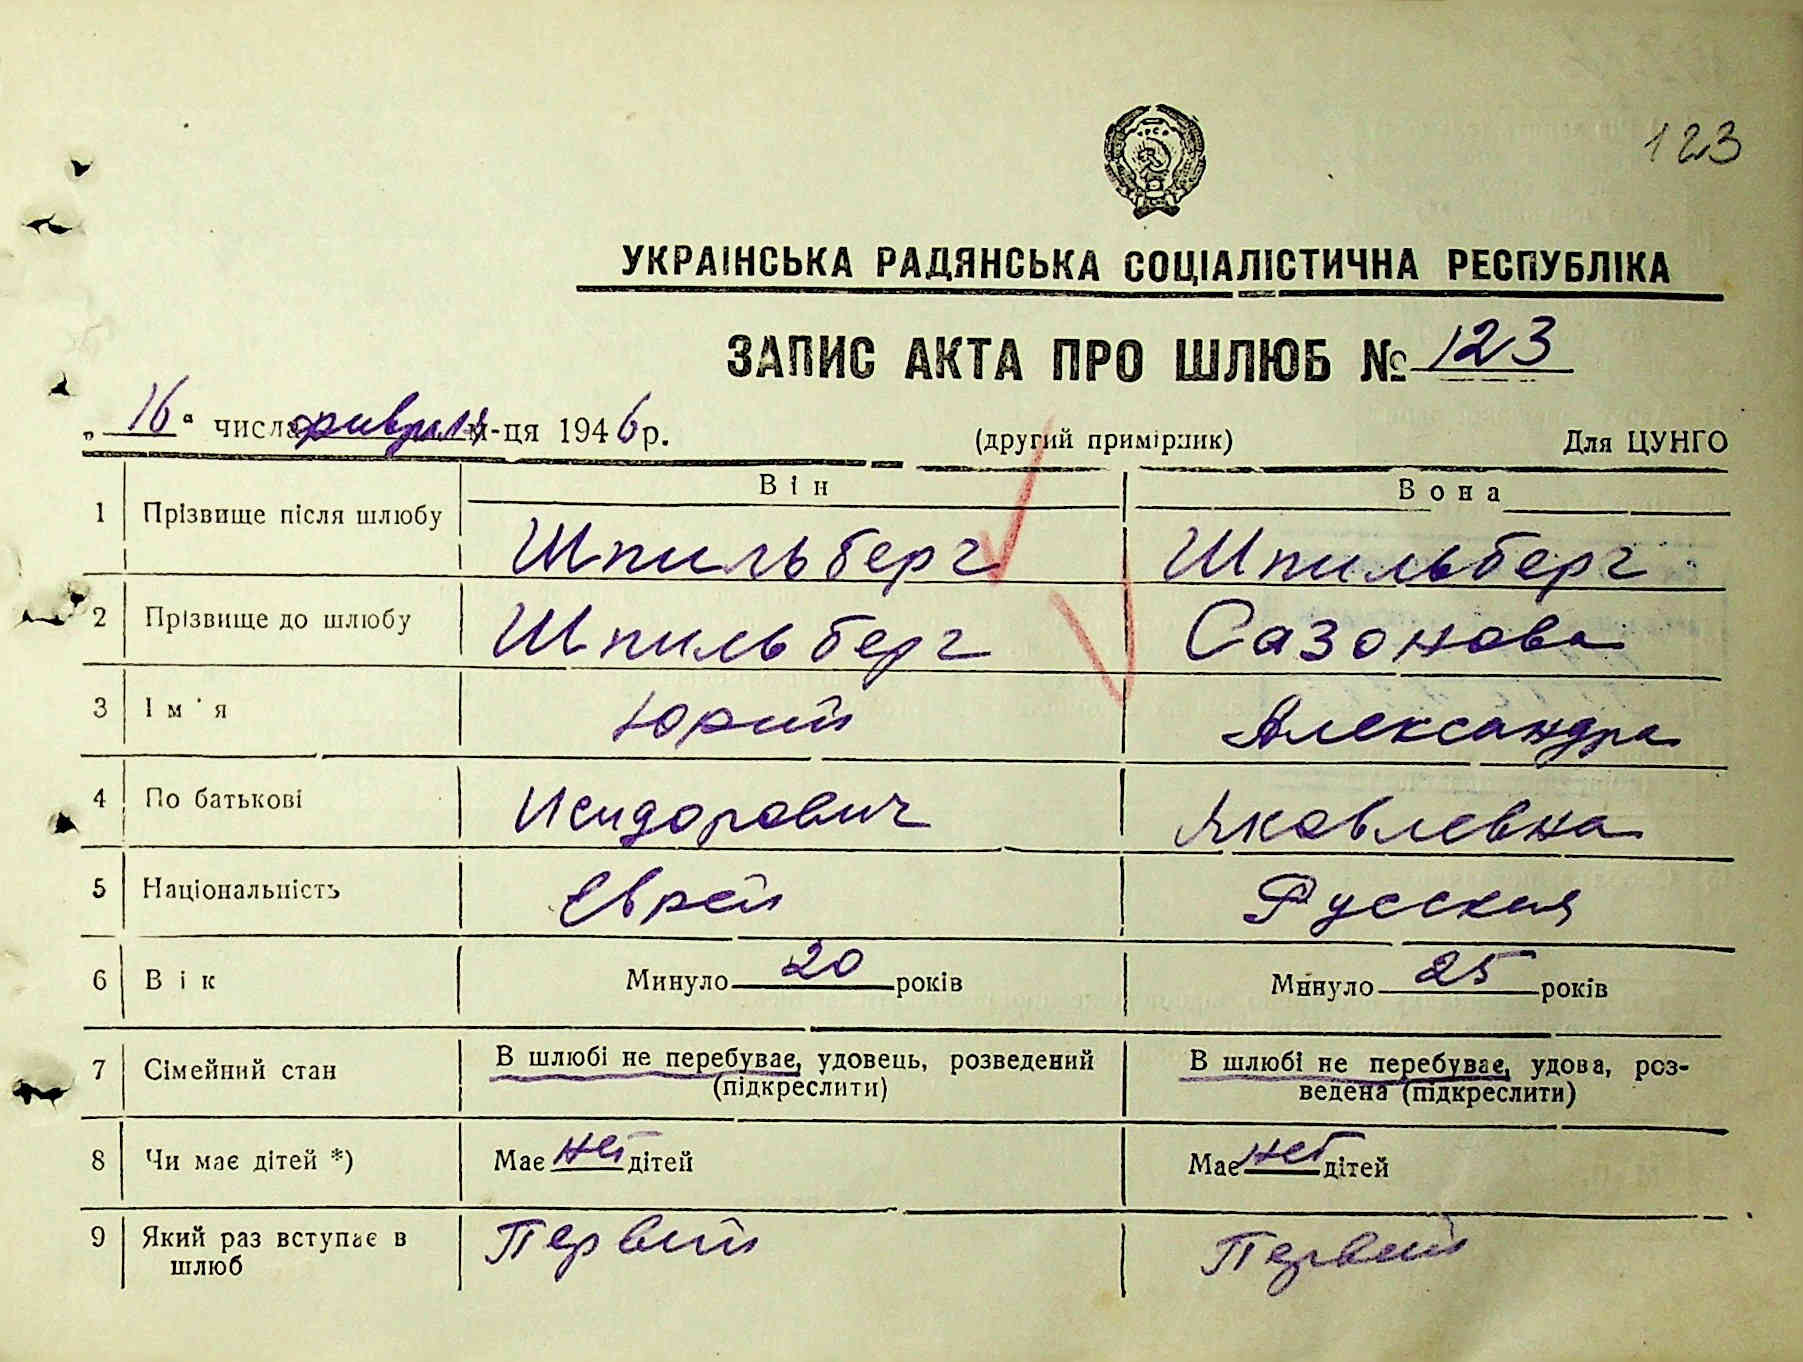 123
УКРАЇНСЬКА РАДЯНСЬКА СОЦІАЛІСТИЧНА РЕСПУБЛІКА
ЗАПИС АКТА ПРО ШЛЮБ № 123
„16“ числа февраля м-ця 1946 р. (другий примірник) Для ЦУНГО
Він Вона
1 Прізвище після шлюбу Шпильберг Шпильберг
2 Прізвище до шлюбу Шпильберг Сазонова
3 Ім'я Юрий Александра
4 По батькові Исидорович Яковлевна
5 Національність Еврей Русская
6 Вік Минуло 20 років Минуло 25 років
7 Сімейний стан В шлюбі не перебуває, удовець, розведений В шлюбі не перебуває, удова, роз-
(підкреслити) ведена (підкреслити)
8 Чи має дітей *) Має нет дітей Має нет дітей
9 Який раз вступає в Первий Первий
шлюб